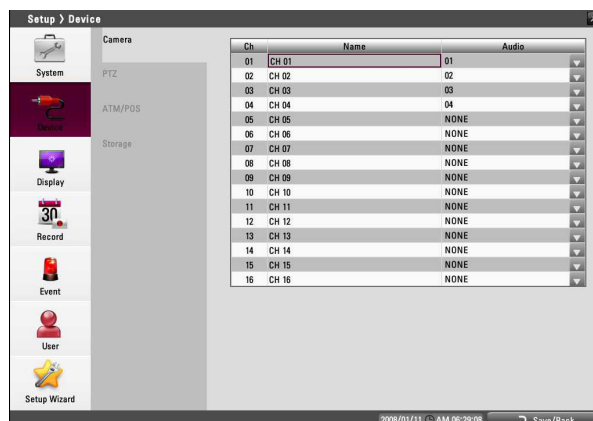 Setup > Device
System
Device
Display
30
Record
Event
User
Setup Wizard
Camera
PTZ
ATM/POS
Storage
Ch Name Audio
01 CH 01 01
02 CH 02 02
03 CH 03 03
04 CH 04 04
05 CH 05 NONE
06 CH 06 NONE
07 CH 07 NONE
08 CH 08 NONE
09 CH 09 NONE
10 CH 10 NONE
11 CH 11 NONE
12 CH 12 NONE
13 CH 13 NONE
14 CH 14 NONE
15 CH 15 NONE
16 CH 16 NONE
2008/01/11 AM 06:29:08 Save/Back